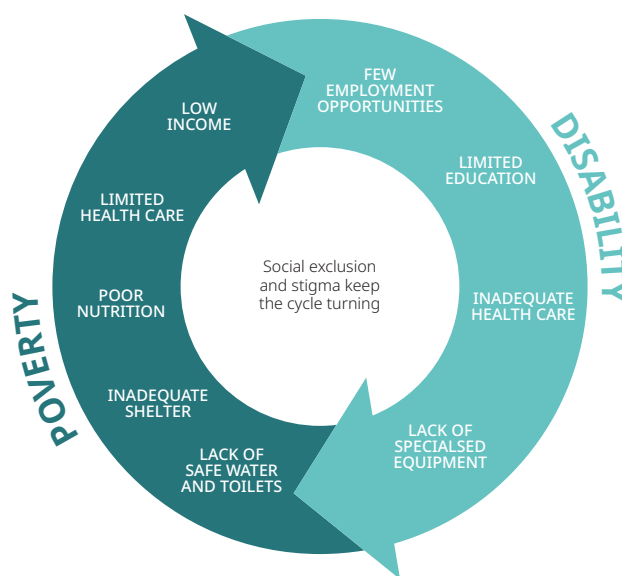 FEW
EMPLOYMENT
OPPORTUNITIES
LIMITED
EDUCATION
DISABILITY
INADEQUATE
HEALTH CARE
LACK OF
SPECIALSED
EQUIPMENT
LACK OF
SAFE WATER
AND TOILETS
INADEQUATE
SHELTER
POVERTY
POOR
NUTRITION
LIMITED
HEALTH CARE
LOW
INCOME
Social exclusion
and stigma keep
the cycle turning